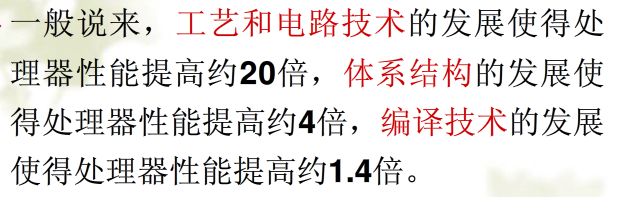 一般说来，工艺和电路技术的发展使得处
理器性能提高约20倍，体系结构的发展使
得处理器性能提高约4倍，编译技术的发展
使得处理器性能提高约1.4倍。